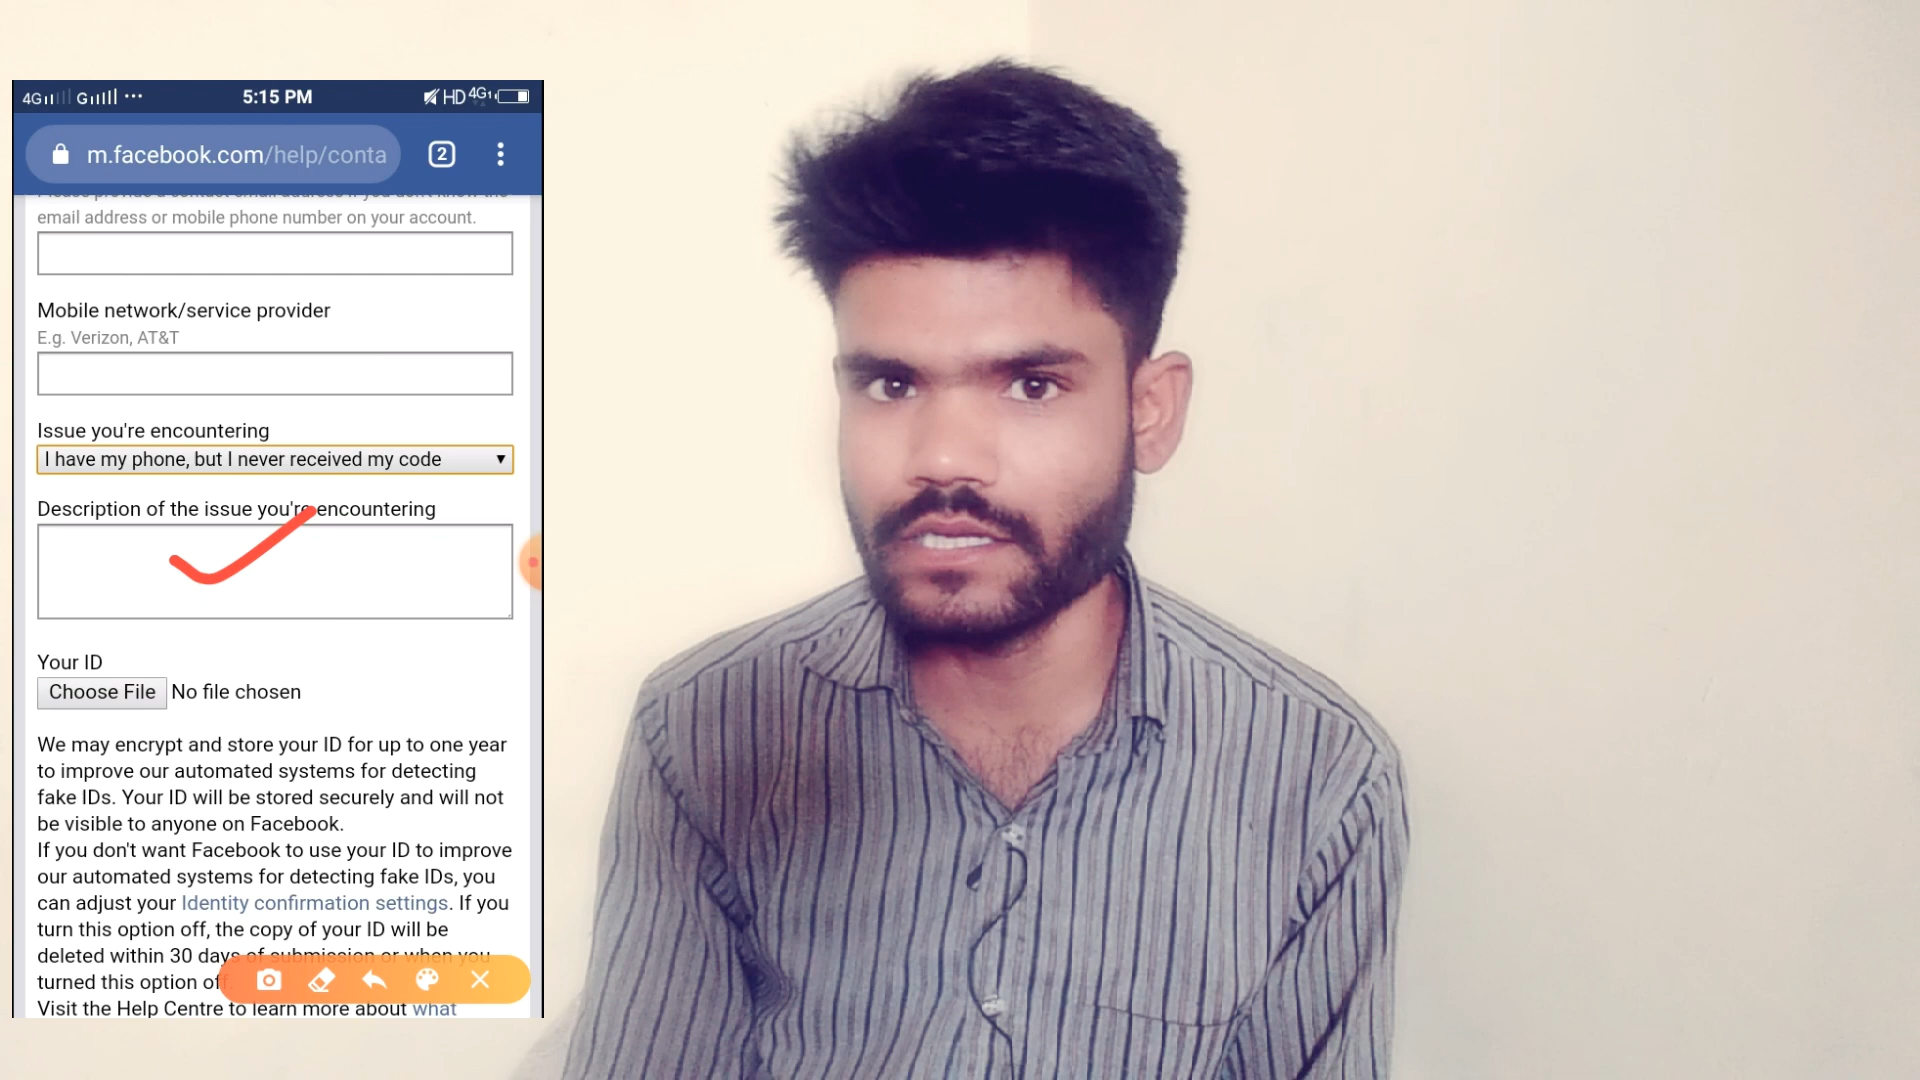 4G G ··· 5:15 PM HD 4G
m.facebook.com/help/conta 2
email address or mobile phone number on your account.
Mobile network/service provider
E.g. Verizon, AT&T
Issue you're encountering
I have my phone, but I never received my code
Description of the issue you're encountering
Your ID
Choose File No file chosen
We may encrypt and store your ID for up to one year
to improve our automated systems for detecting
fake IDs. Your ID will be stored securely and will not
be visible to anyone on Facebook.
If you don't want Facebook to use your ID to improve
our automated systems for detecting fake IDs, you
can adjust your Identity confirmation settings. If you
turn this option off, the copy of your ID will be
deleted within 30 days of submission or when you
turned this option off.
Visit the Help Centre to learn more about what